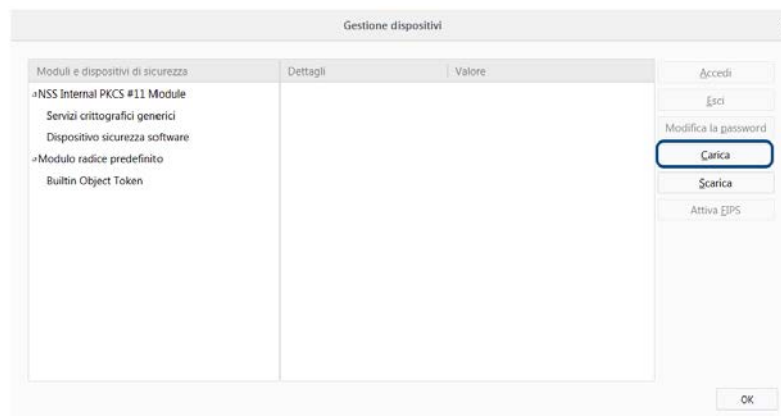 Gestione dispositivi
Moduli e dispositivi di sicurezza
Dettagli
Valore
NSS Internal PKCS #11 Module
Servizi crittografici generici
Dispositivo sicurezza software
Modulo radice predefinito
Builtin Object Token
Accedi
Esci
Modifica la password
Carica
Scarica
Attiva FIPS
OK